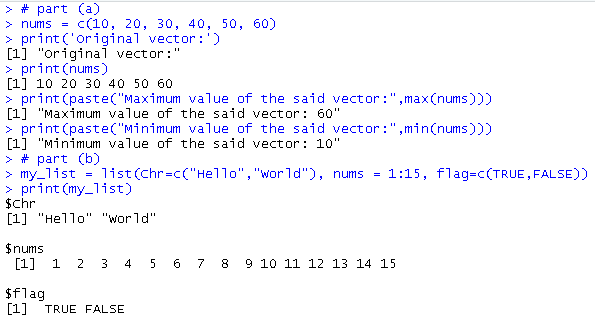 > # part (a)
> nums = c(10, 20, 30, 40, 50, 60)
> print('Original vector:')
[1] "Original vector:"
> print(nums)
[1] 10 20 30 40 50 60
> print(paste("Maximum value of the said vector:",max(nums)))
[1] "Maximum value of the said vector: 60"
> print(paste("Minimum value of the said vector:",min(nums)))
[1] "Minimum value of the said vector: 10"
> # part (b)
> my_list = list(Chr=c("Hello","World"), nums = 1:15, flag=c(TRUE,FALSE))
> print(my_list)
$Chr
[1] "Hello" "World"

$nums
 [1]  1  2  3  4  5  6  7  8  9 10 11 12 13 14 15

$flag
[1]  TRUE FALSE